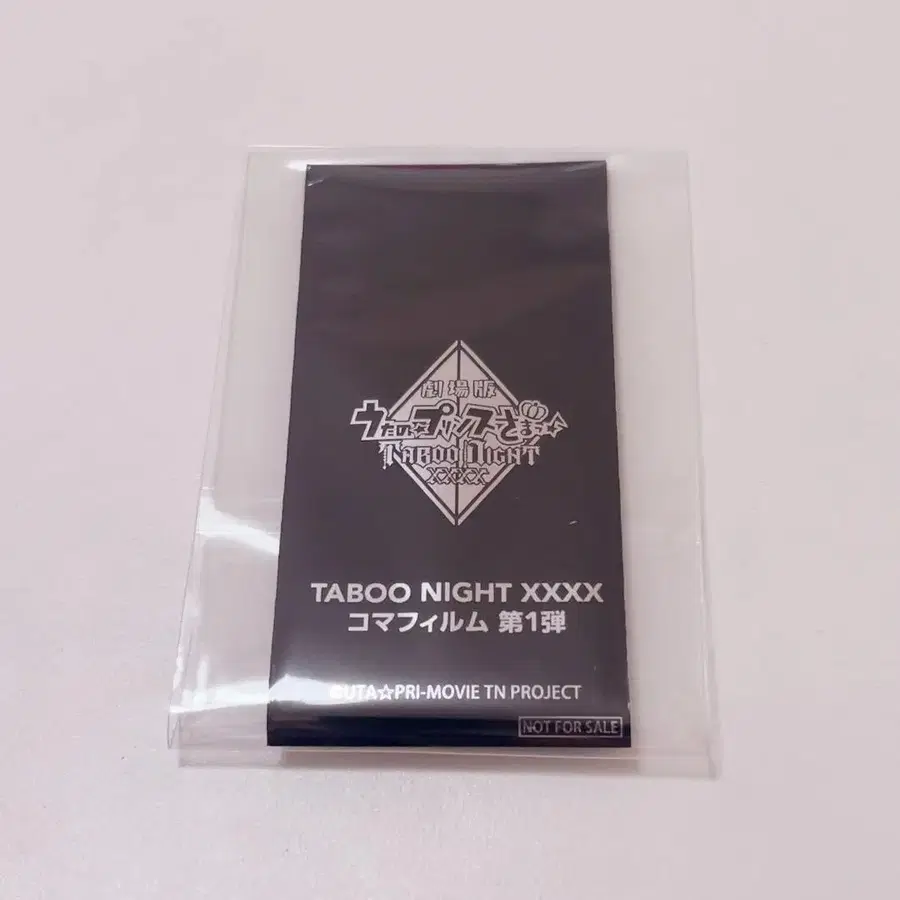 劇場版
うたの☆プリンスさまっ♪
TABOO NIGHT
XXXX
TABOO NIGHT XXXX
コマフィルム 第1弾
©UTA☆PRI-MOVIE TN PROJECT
NOT FOR SALE